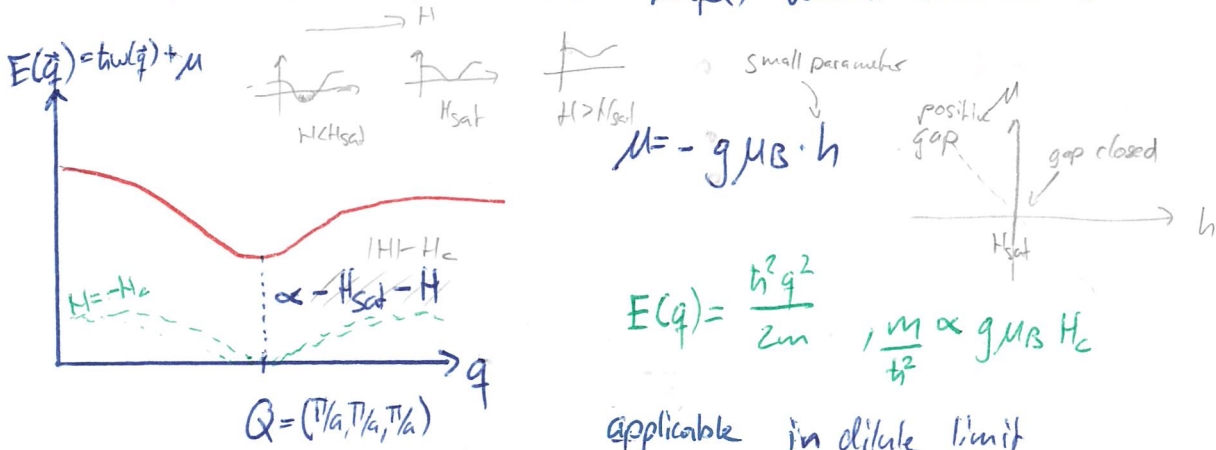 H
E(q⃗)=ħω(q⃗)+μ
H<Hsat
Hsat
H>Hsat
small parameter
μ=-gμB·h
positive gap
μ
gap closed
h
Hsat
|H|-Hc
∝-Hsat-H
H=-Hc
E(q)=ħ²q²/2m, m/ħ² ∝ gμB Hc
q
Q=(π/a,π/a,π/a)
applicable in dilute limit